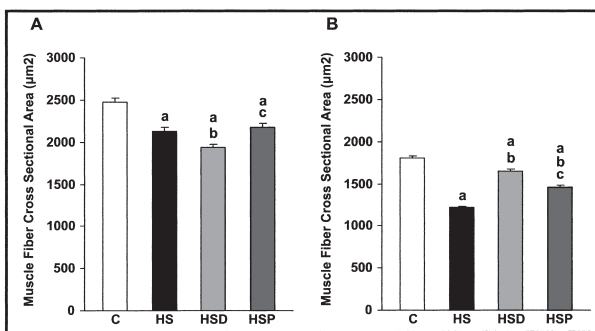 A
Muscle Fiber Cross Sectional Area (µm2)
3000
2500
2000
1500
1000
500
0
a
a
b
a
c
C HS HSD HSP
B
Muscle Fiber Cross Sectional Area (µm2)
3000
2500
2000
1500
1000
500
0
a
a
b
a
b
c
C HS HSD HSP